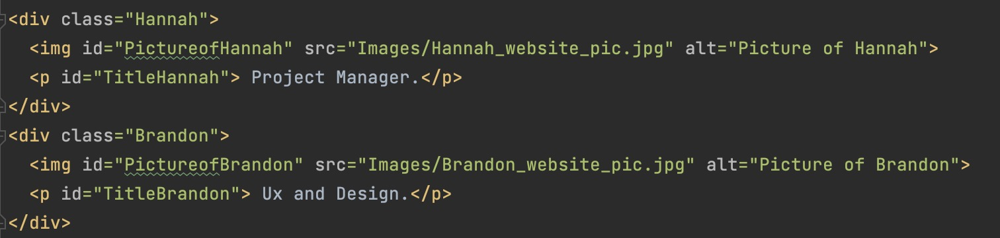 <div class="Hannah">
<img id="PictureofHannah" src="Images/Hannah_website_pic.jpg" alt="Picture of Hannah">
<p id="TitleHannah"> Project Manager.</p>
</div>
<div class="Brandon">
<img id="PictureofBrandon" src="Images/Brandon_website_pic.jpg" alt="Picture of Brandon">
<p id="TitleBrandon"> Ux and Design.</p>
</div>